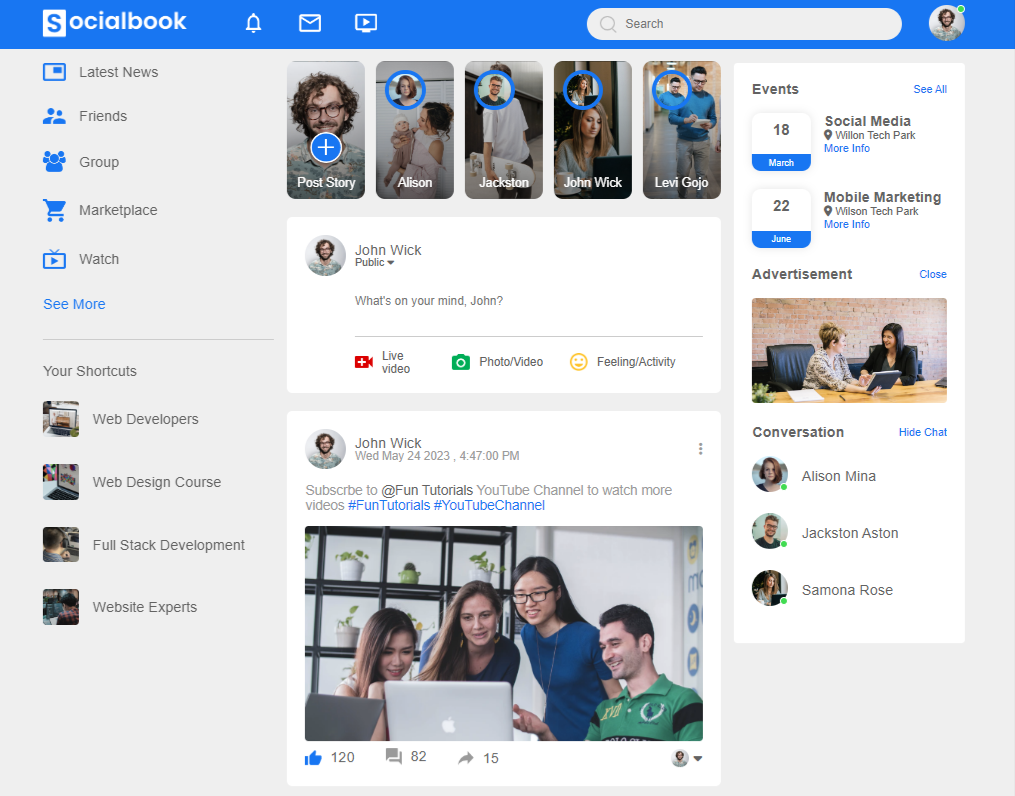 Socialbook
Search
Latest News
Friends
Group
Marketplace
Watch
See More
Your Shortcuts
Web Developers
Web Design Course
Full Stack Development
Website Experts
Post Story
Alison
Jackston
John Wick
Levi Gojo
John Wick
Public
What's on your mind, John?
Live
video
Photo/Video
Feeling/Activity
John Wick
Wed May 24 2023 , 4:47:00 PM
Subscrbe to @Fun Tutorials YouTube Channel to watch more
videos #FunTutorials #YouTubeChannel
120
82
15
Events
See All
18
March
Social Media
Willon Tech Park
More Info
22
June
Mobile Marketing
Wilson Tech Park
More Info
Advertisement
Close
Conversation
Hide Chat
Alison Mina
Jackston Aston
Samona Rose